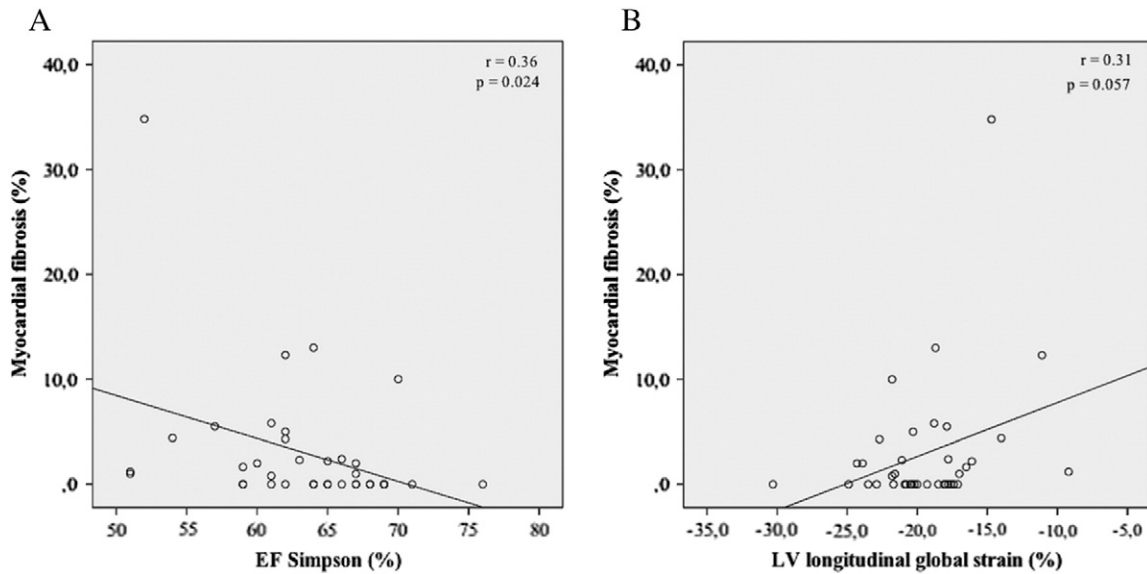 A
r = 0.36
p = 0.024
40,0
30,0
20,0
10,0
,0
Myocardial fibrosis (%)
50 55 60 65 70 75 80
EF Simpson (%)
B
r = 0.31
p = 0.057
40,0
30,0
20,0
10,0
,0
Myocardial fibrosis (%)
-35,0 -30,0 -25,0 -20,0 -15,0 -10,0 -5,0
LV longitudinal global strain (%)